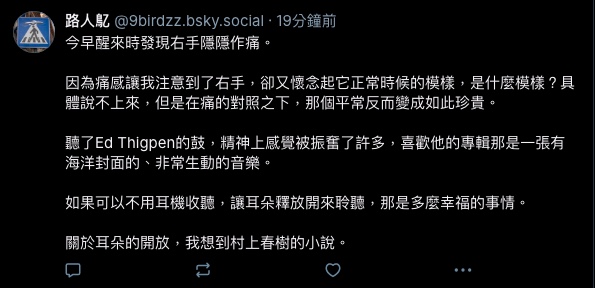 路人髧 @9birdzz.bsky.social · 19分鐘前
今早醒來時發現右手隱隱作痛。
因為痛感讓我注意到了右手，卻又懷念起它正常時候的模樣，是什麼模樣？具
體說不上來，但是在痛的對照之下，那個平常反而變成如此珍貴。
聽了Ed Thigpen的鼓，精神上感覺被振奮了許多，喜歡他的專輯那是一張有
海洋封面的、非常生動的音樂。
如果可以不用耳機收聽，讓耳朵釋放開來聆聽，那是多麼幸福的事情。
關於耳朵的開放，我想到村上春樹的小說。